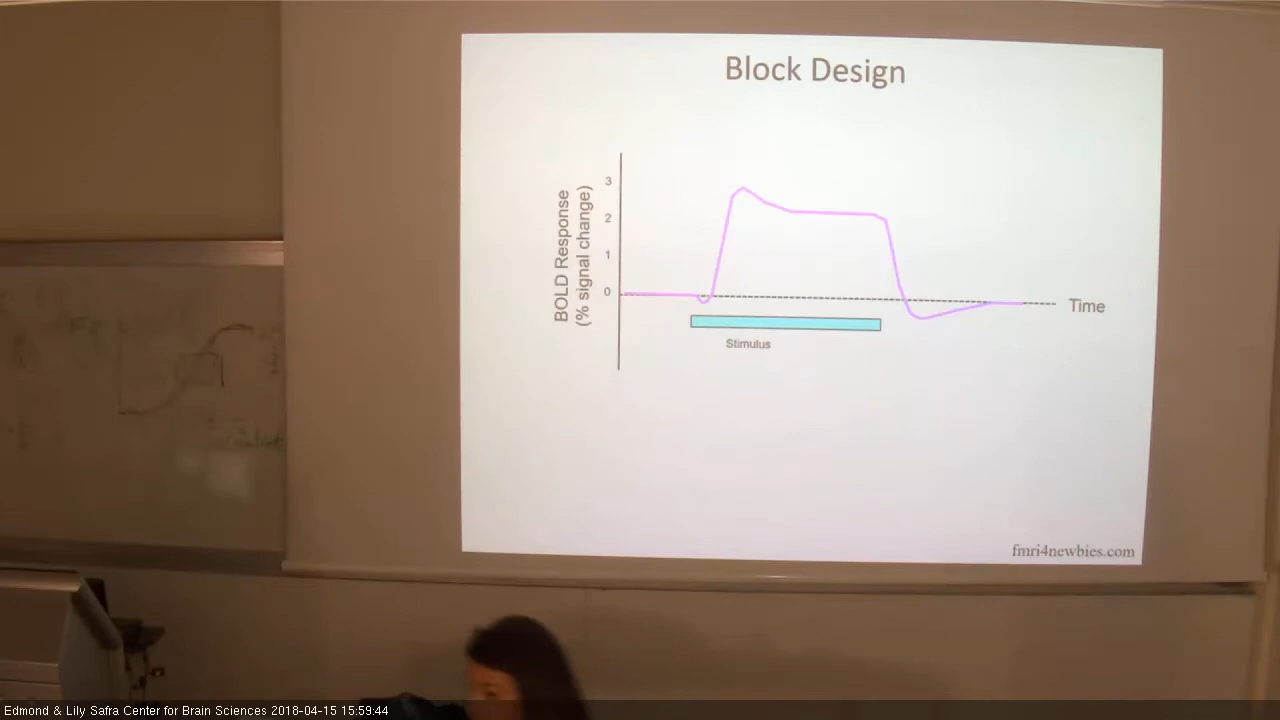 Block Design
BOLD Response
(% signal change)
3
2
1
0
Time
Stimulus
fmri4newbies.com
Edmond & Lily Safra Center for Brain Sciences 2018-04-15 15:59:44